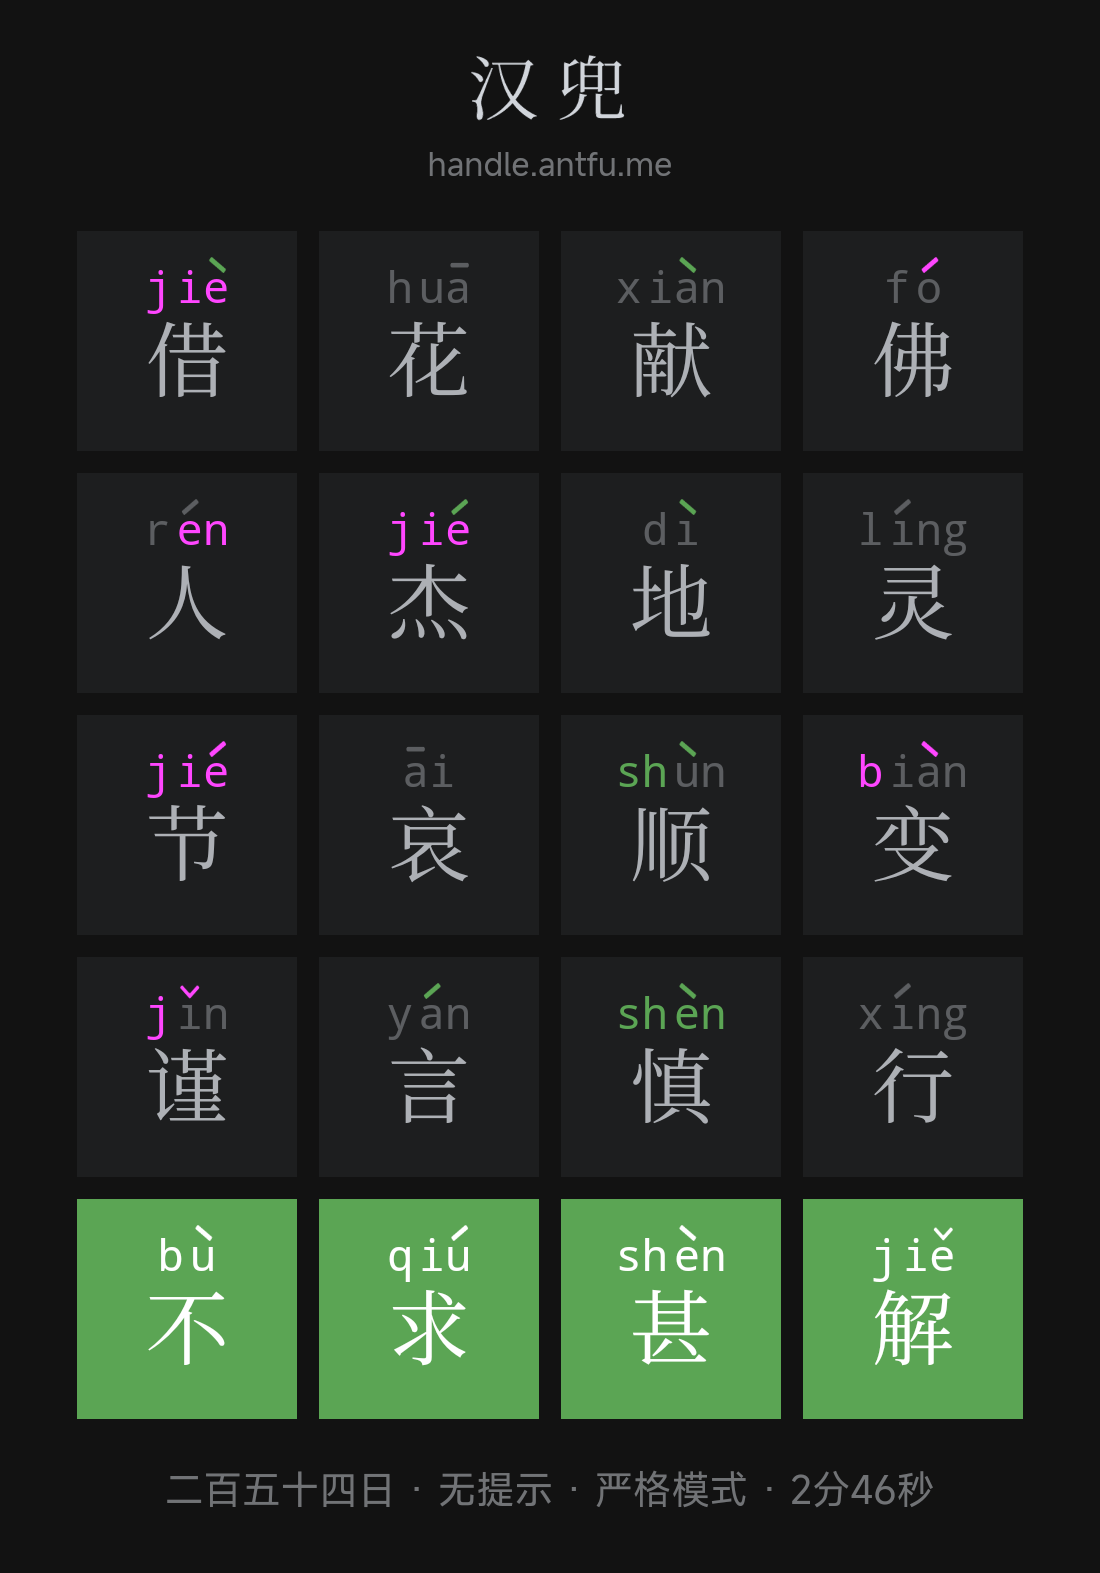 汉兜
handle.antfu.me
jiè huā xiàn fó
借 花 献 佛
rén jié dì líng
人 杰 地 灵
jié āi shùn biàn
节 哀 顺 变
jǐn yán shèn xíng
谨 言 慎 行
bù qiú shèn jiě
不 求 甚 解
二百五十四日 · 无提示 · 严格模式 · 2分46秒